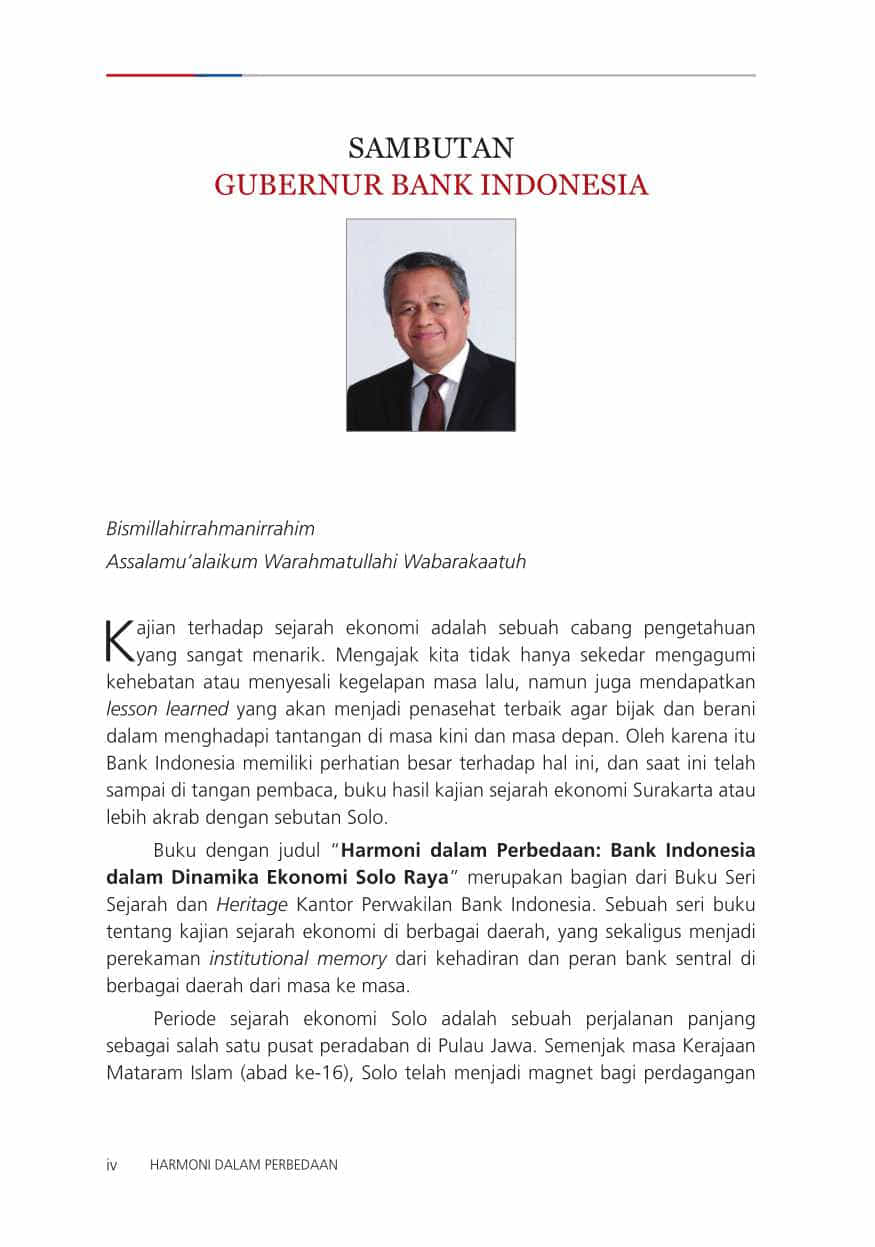 SAMBUTAN
GUBERNUR BANK INDONESIA
Bismillahirrahmanirrahim
Assalamu’alaikum Warahmatullahi Wabarakaatuh
Kajian terhadap sejarah ekonomi adalah sebuah cabang pengetahuan
yang sangat menarik. Mengajak kita tidak hanya sekedar mengagumi
kehebatan atau menyesali kegelapan masa lalu, namun juga mendapatkan
lesson learned yang akan menjadi penasehat terbaik agar bijak dan berani
dalam menghadapi tantangan di masa kini dan masa depan. Oleh karena itu
Bank Indonesia memiliki perhatian besar terhadap hal ini, dan saat ini telah
sampai di tangan pembaca, buku hasil kajian sejarah ekonomi Surakarta atau
lebih akrab dengan sebutan Solo.
Buku dengan judul “Harmoni dalam Perbedaan: Bank Indonesia
dalam Dinamika Ekonomi Solo Raya” merupakan bagian dari Buku Seri
Sejarah dan Heritage Kantor Perwakilan Bank Indonesia. Sebuah seri buku
tentang kajian sejarah ekonomi di berbagai daerah, yang sekaligus menjadi
perekaman institutional memory dari kehadiran dan peran bank sentral di
berbagai daerah dari masa ke masa.
Periode sejarah ekonomi Solo adalah sebuah perjalanan panjang
sebagai salah satu pusat peradaban di Pulau Jawa. Semenjak masa Kerajaan
Mataram Islam (abad ke-16), Solo telah menjadi magnet bagi perdagangan
iv HARMONI DALAM PERBEDAAN